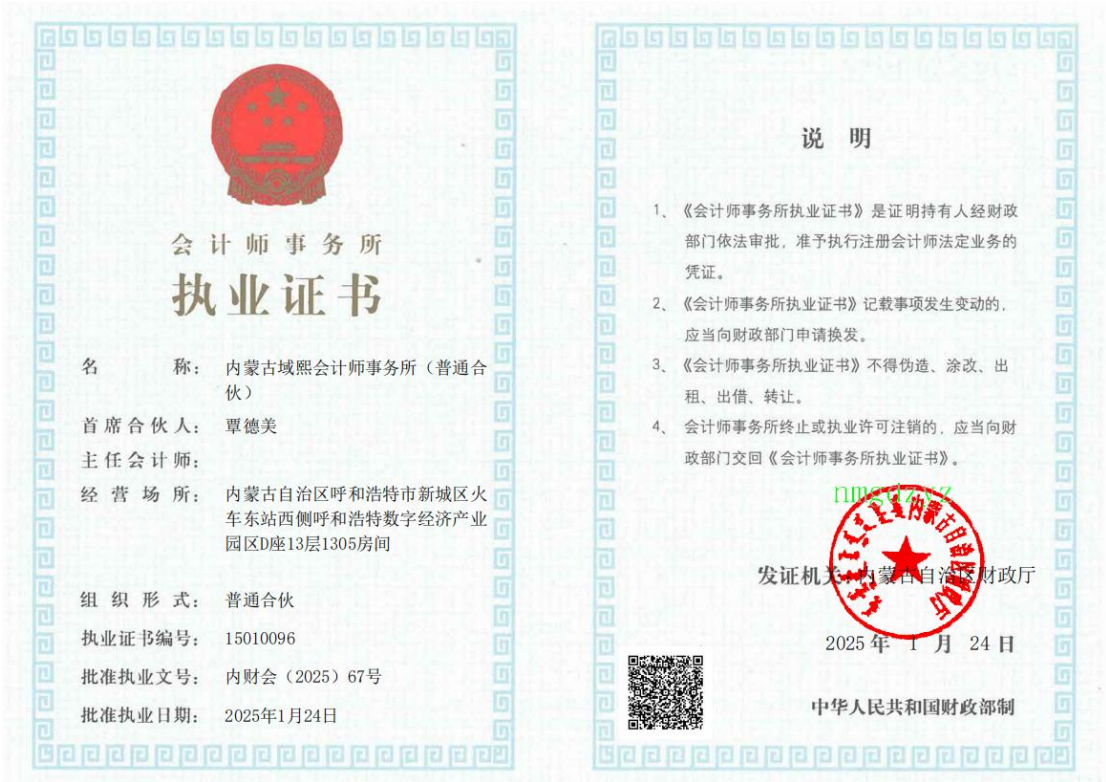 会计师事务所
执业证书
名称： 内蒙古域熙会计师事务所（普通合
伙）
首席合伙人： 覃德美
主任会计师：
经营场所： 内蒙古自治区呼和浩特市新城区火
车东站西侧呼和浩特数字经济产业
园区D座13层1305房间
组织形式： 普通合伙
执业证书编号： 15010096
批准执业文号： 内财会（2025）67号
批准执业日期： 2025年1月24日
说明
1、《会计师事务所执业证书》是证明持有人经财政
部门依法审批，准予执行注册会计师法定业务的
凭证。
2、《会计师事务所执业证书》记载事项发生变动的，
应当向财政部门申请换发。
3、《会计师事务所执业证书》不得伪造、涂改、出
租、出借、转让。
4、会计师事务所终止或执业许可注销的，应当向财
政部门交回《会计师事务所执业证书》。
nmgdzyz
内蒙古自治区财政厅
发证机关：内蒙古自治区财政厅
2025年1月24日
中华人民共和国财政部制